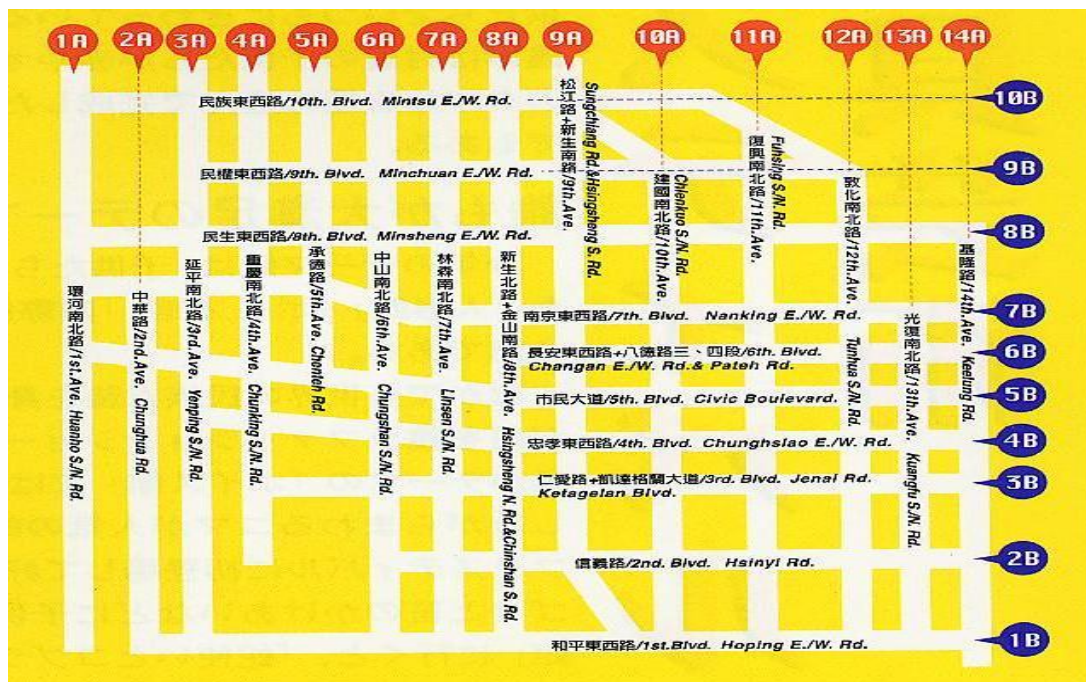 1A 2A 3A 4A 5A 6A 7A 8A 9A 10A 11A 12A 13A 14A
民族東西路/10th. Blvd. Mintsu E./W. Rd.
10B
民權東西路/9th. Blvd. Minchuan E./W. Rd.
9B
民生東西路/8th. Blvd. Minsheng E./W. Rd.
8B
南京東西路/7th. Blvd. Nanking E./W. Rd.
7B
長安東西路+八德路三、四段/6th. Blvd.
Changan E./W. Rd.& Pateh Rd.
6B
市民大道/5th. Blvd. Civic Boulevard.
5B
忠孝東西路/4th. Blvd. Chunghsiao E./W. Rd.
4B
仁愛路+凱達格蘭大道/3rd. Blvd. Jenai Rd.
Ketagelan Blvd.
3B
信義路/2nd. Blvd. Hsinyi Rd.
2B
和平東西路/1st.Blvd. Hoping E./W. Rd.
1B
環河南北路/1st.Ave. Huanho S./N. Rd.
中華路/2nd.Ave. Chunghua Rd.
延平南北路/3rd.Ave. Yenping S./N. Rd.
重慶南北路/4th.Ave. Chunking S./N. Rd.
承德路/5th.Ave. Chenteh Rd.
中山南北路/6th.Ave. Chungshan S./N. Rd.
林森南北路/7th.Ave. Linsen S./N. Rd.
新生北路+金山南路/8th.Ave. Hsingsheng N. Rd.&Chinshan S. Rd.
松江路+新生南路/9th.Ave.
Sungchiang Rd.&Hsingsheng S. Rd.
建國南北路/10th.Ave.
Chienkuo S./N. Rd.
復興南北路/11th.Ave.
Fuhsing S./N. Rd.
敦化南北路/12th.Ave. Tunhua S./N. Rd.
光復南北路/13th.Ave. Kuangfu S./N. Rd.
基隆路/14th.Ave. Keelung Rd.